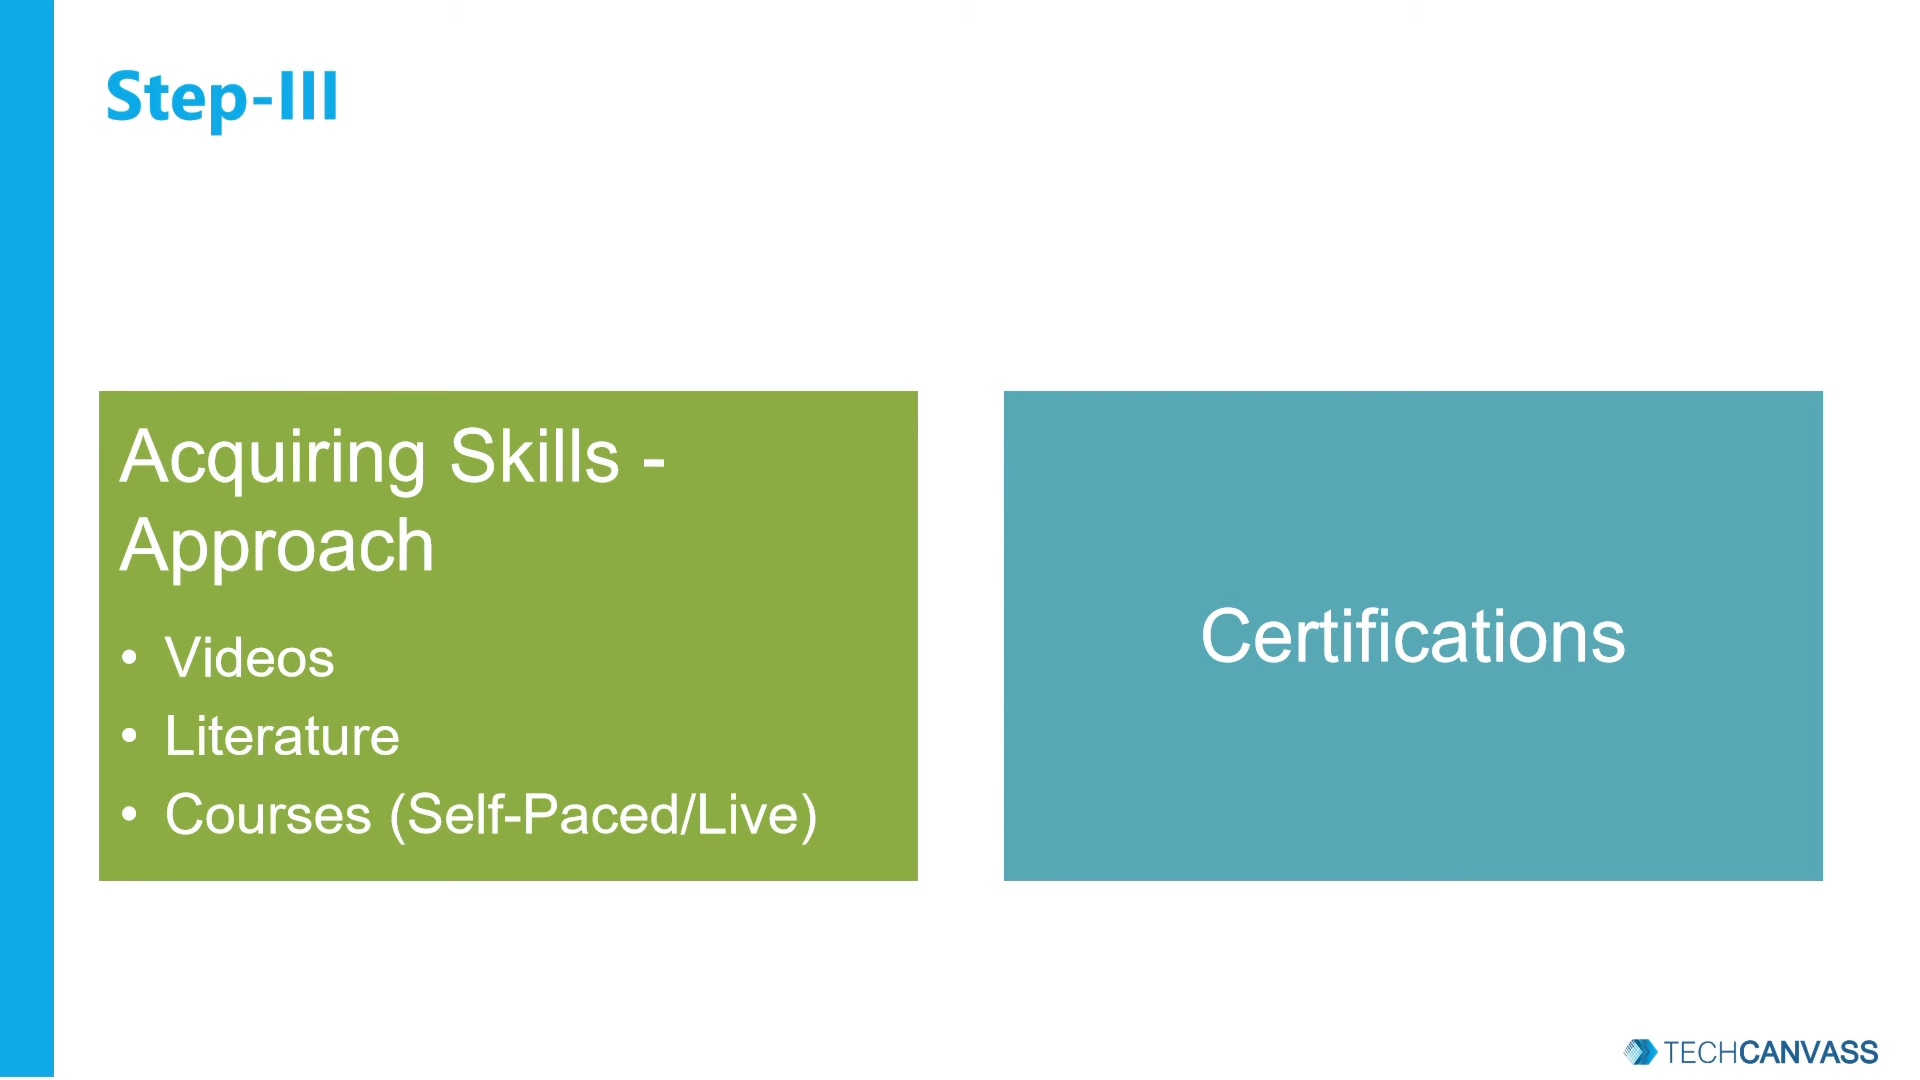 Step-III
Acquiring Skills -
Approach
• Videos
• Literature
• Courses (Self-Paced/Live)
Certifications
TECHCANVASS